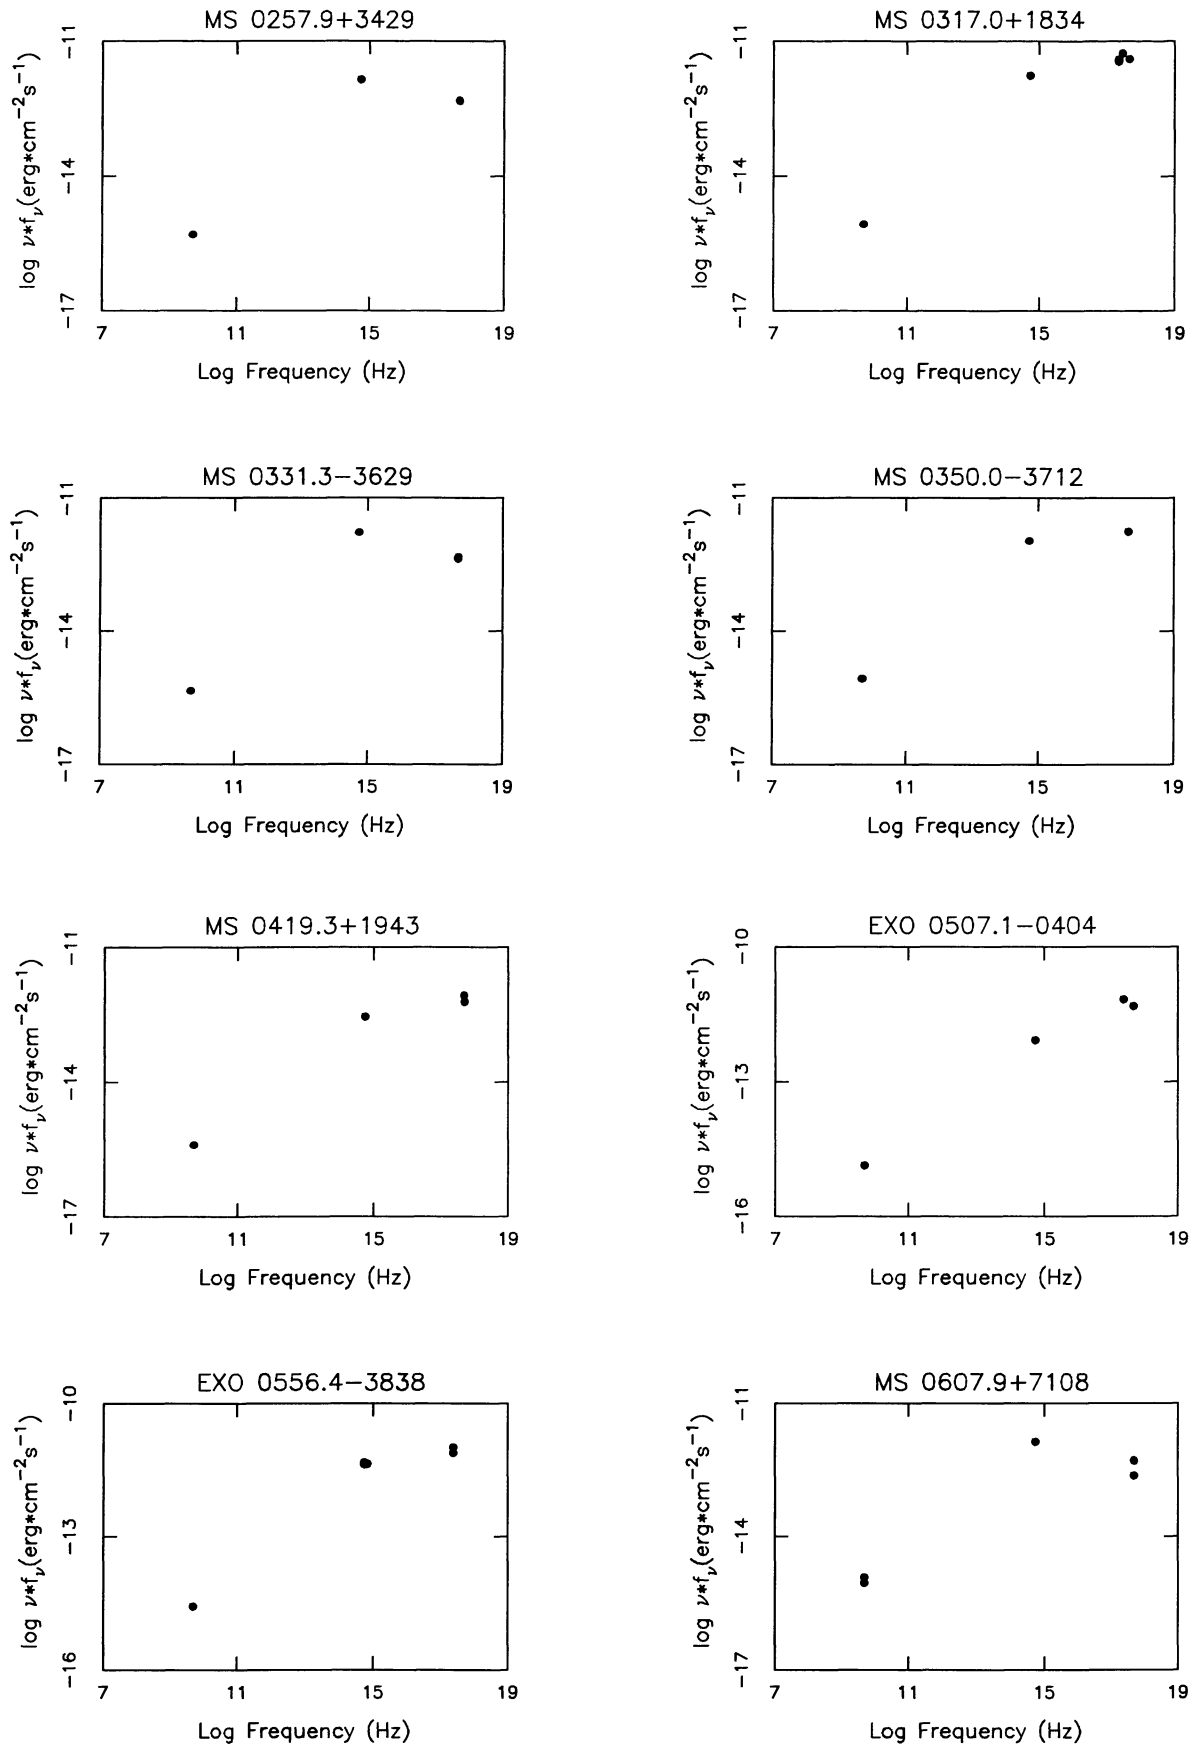 MS 0257.9+3429
log ν*fν(erg*cm−2s−1)
−11
−14
−17
7 11 15 19
Log Frequency (Hz)
MS 0317.0+1834
log ν*fν(erg*cm−2s−1)
−11
−14
−17
7 11 15 19
Log Frequency (Hz)
MS 0331.3−3629
log ν*fν(erg*cm−2s−1)
−11
−14
−17
7 11 15 19
Log Frequency (Hz)
MS 0350.0−3712
log ν*fν(erg*cm−2s−1)
−11
−14
−17
7 11 15 19
Log Frequency (Hz)
MS 0419.3+1943
log ν*fν(erg*cm−2s−1)
−11
−14
−17
7 11 15 19
Log Frequency (Hz)
EXO 0507.1−0404
log ν*fν(erg*cm−2s−1)
−10
−13
−16
7 11 15 19
Log Frequency (Hz)
EXO 0556.4−3838
log ν*fν(erg*cm−2s−1)
−10
−13
−16
7 11 15 19
Log Frequency (Hz)
MS 0607.9+7108
log ν*fν(erg*cm−2s−1)
−11
−14
−17
7 11 15 19
Log Frequency (Hz)